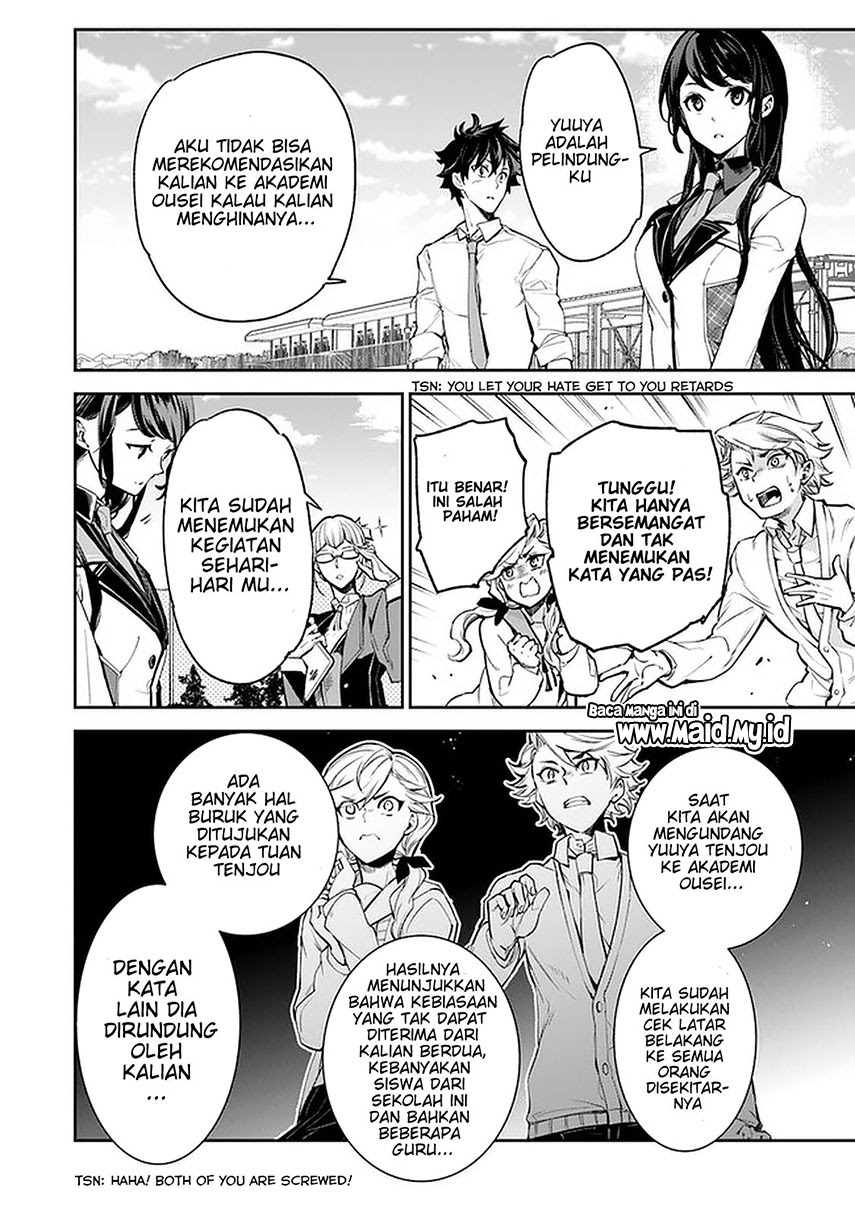 YUUYA
ADALAH
PELINDUNG-
KU
AKU TIDAK BISA
MEREKOMENDASIKAN
KALIAN KE AKADEMI
OUSEI KALAU KALIAN
MENGHINANYA...
TSN: YOU LET YOUR HATE GET TO YOU RETARDS
TUNGGU!
KITA HANYA
BERSEMANGAT
DAN TAK
MENEMUKAN
KATA YANG PAS!
ITU BENAR!
INI SALAH
PAHAM!
KITA SUDAH
MENEMUKAN
KEGIATAN
SEHARI-
HARI MU...
Baca Manga ini di
www.Maid.My.id
SAAT
KITA AKAN
MENGUNDANG
YUUYA TENJOU
KE AKADEMI
OUSEI...
KITA SUDAH
MELAKUKAN
CEK LATAR
BELAKANG
KE SEMUA
ORANG
DISEKITAR-
NYA
HASILNYA
MENUNJUKKAN
BAHWA KEBIASAAN
YANG TAK DAPAT
DITERIMA DARI
KALIAN BERDUA,
KEBANYAKAN
SISWA DARI
SEKOLAH INI
DAN BAHKAN
BEBERAPA
GURU...
ADA
BANYAK HAL
BURUK YANG
DITUJUKAN
KEPADA TUAN
TENJOU
DENGAN
KATA
LAIN DIA
DIRUNDUNG
OLEH
KALIAN
...
TSN: HAHA! BOTH OF YOU ARE SCREWED!